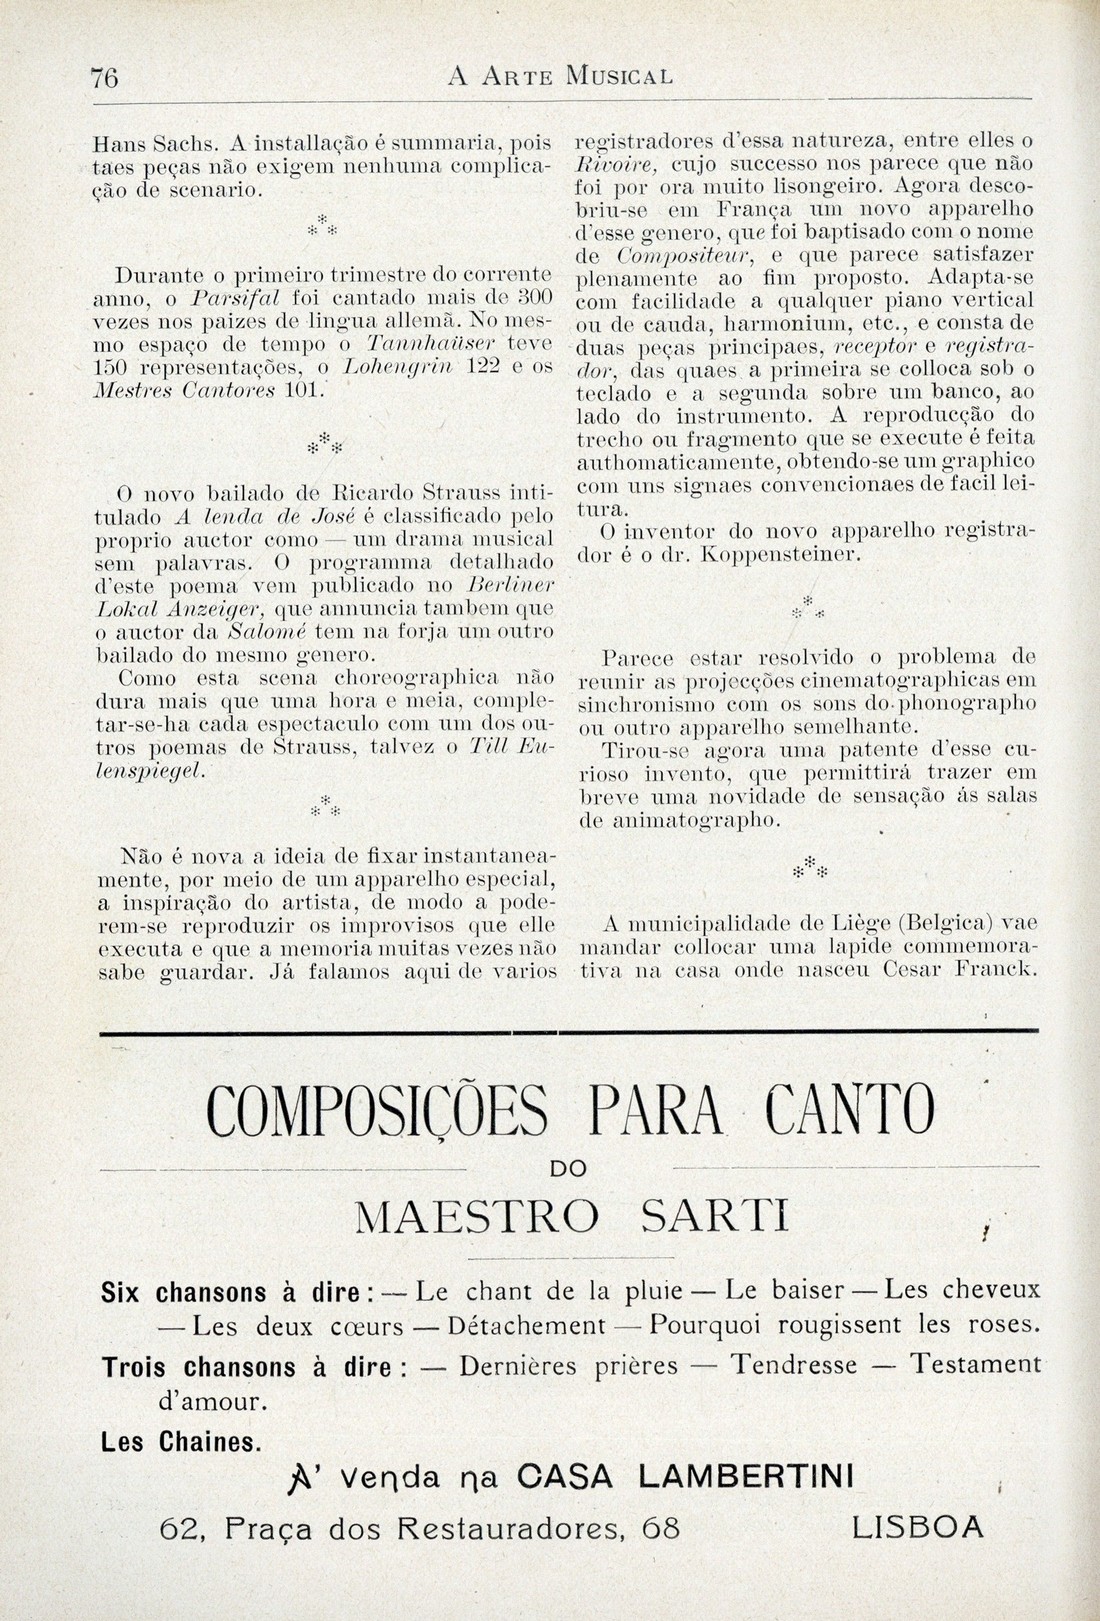 76
A ARTE MUSICAL
Hans Sachs. A installação é summaria, pois
taes peças não exigem nenhuma complica-
ção de scenario.
***
Durante o primeiro trimestre do corrente
anno, o Parsifal foi cantado mais de 300
vezes nos paizes de lingua allemã. No mes-
mo espaço de tempo o Tannhaüser teve
150 representações, o Lohengrin 122 e os
Mestres Cantores 101.
***
O novo bailado de Ricardo Strauss inti-
tulado A lenda de José é classificado pelo
proprio auctor como — um drama musical
sem palavras. O programma detalhado
d'este poema vem publicado no Berliner
Lokal Anzeiger, que annuncia tambem que
o auctor da Salomé tem na forja um outro
bailado do mesmo genero.
Como esta scena choreographica não
dura mais que uma hora e meia, comple-
tar-se-ha cada espectaculo com um dos ou-
tros poemas de Strauss, talvez o Till Eu-
lenspiegel.
***
Não é nova a ideia de fixar instantanea-
mente, por meio de um apparelho especial,
a inspiração do artista, de modo a pode-
rem-se reproduzir os improvisos que elle
executa e que a memoria muitas vezes não
sabe guardar. Já falamos aqui de varios
registradores d'essa natureza, entre elles o
Rivoire, cujo successo nos parece que não
foi por ora muito lisongeiro. Agora desco-
briu-se em França um novo apparelho
d'esse genero, que foi baptisado com o nome
de Compositeur, e que parece satisfazer
plenamente ao fim proposto. Adapta-se
com facilidade a qualquer piano vertical
ou de cauda, harmonium, etc., e consta de
duas peças principaes, receptor e registra-
dor, das quaes a primeira se colloca sob o
teclado e a segunda sobre um banco, ao
lado do instrumento. A reproducção do
trecho ou fragmento que se execute é feita
authomaticamente, obtendo-se um graphico
com uns signaes convencionaes de facil lei-
tura.
O inventor do novo apparelho registra-
dor é o dr. Koppensteiner.
***
Parece estar resolvido o problema de
reunir as projecções cinematographicas em
sinchronismo com os sons do phonographo
ou outro apparelho semelhante.
Tirou-se agora uma patente d'esse cu-
rioso invento, que permittirá trazer em
breve uma novidade de sensação ás salas
de animatographo.
***
A municipalidade de Liège (Belgica) vae
mandar collocar uma lapide commemora-
tiva na casa onde nasceu Cesar Franck.
COMPOSIÇÕES PARA CANTO
DO
MAESTRO SARTI
Six chansons à dire : — Le chant de la pluie — Le baiser — Les cheveux
— Les deux cœurs — Détachement — Pourquoi rougissent les roses.
Trois chansons à dire : — Dernières prières — Tendresse — Testament
d'amour.
Les Chaines.
A' venda na CASA LAMBERTINI
62, Praça dos Restauradores, 68 LISBOA